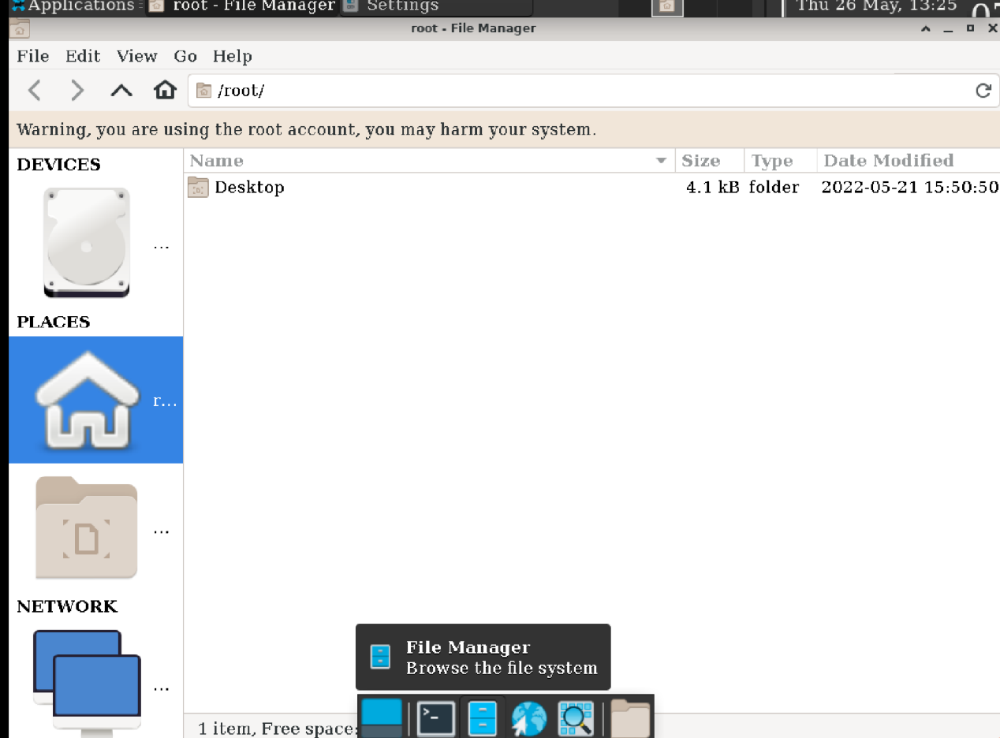 Applications root - File Manager Settings Thu 26 May, 13:25
root - File Manager
File Edit View Go Help
/root/
Warning, you are using the root account, you may harm your system.
DEVICES
Name Size Type Date Modified
Desktop 4.1 kB folder 2022-05-21 15:50:50
...
PLACES
r...
...
NETWORK
File Manager
Browse the file system
...
1 item, Free space: